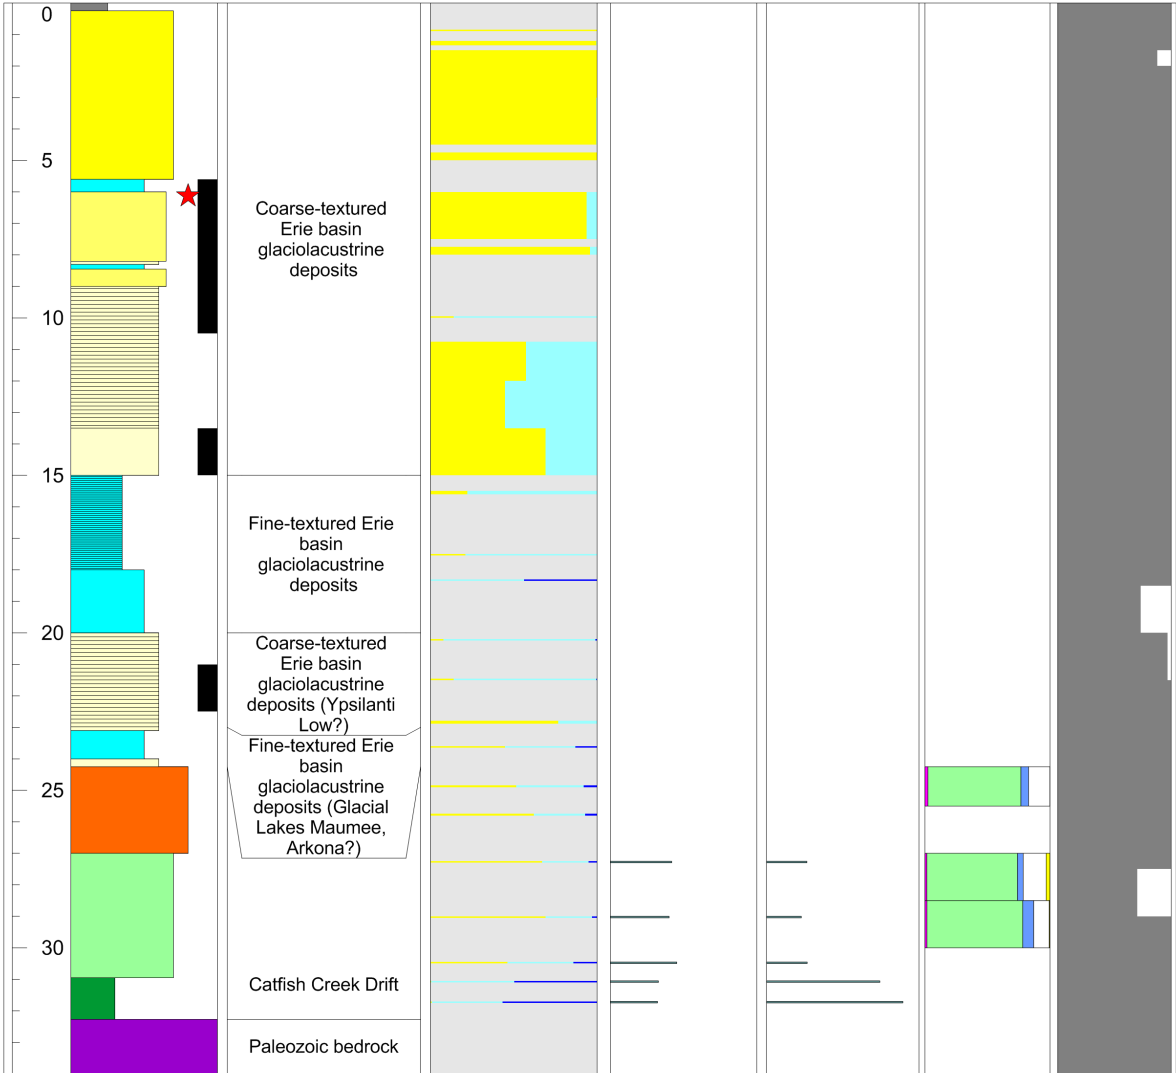 0
5
Coarse-textured
Erie basin
glaciolacustrine
deposits
10
15
Fine-textured Erie
basin
glaciolacustrine
deposits
20
Coarse-textured
Erie basin
glaciolacustrine
deposits (Ypsilanti
Low?)
Fine-textured Erie
basin
glaciolacustrine
deposits (Glacial
Lakes Maumee,
Arkona?)
25
30
Catfish Creek Drift
Paleozoic bedrock